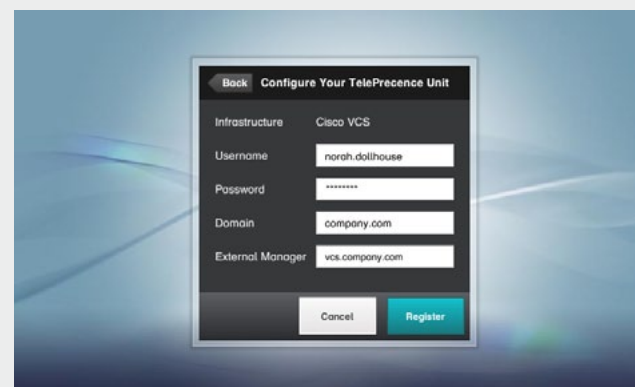 Back Configure Your TelePrecence Unit
Infrastructure Cisco VCS
Username norah.dollhouse
Password ********
Domain company.com
External Manager vcs.company.com
Cancel Register